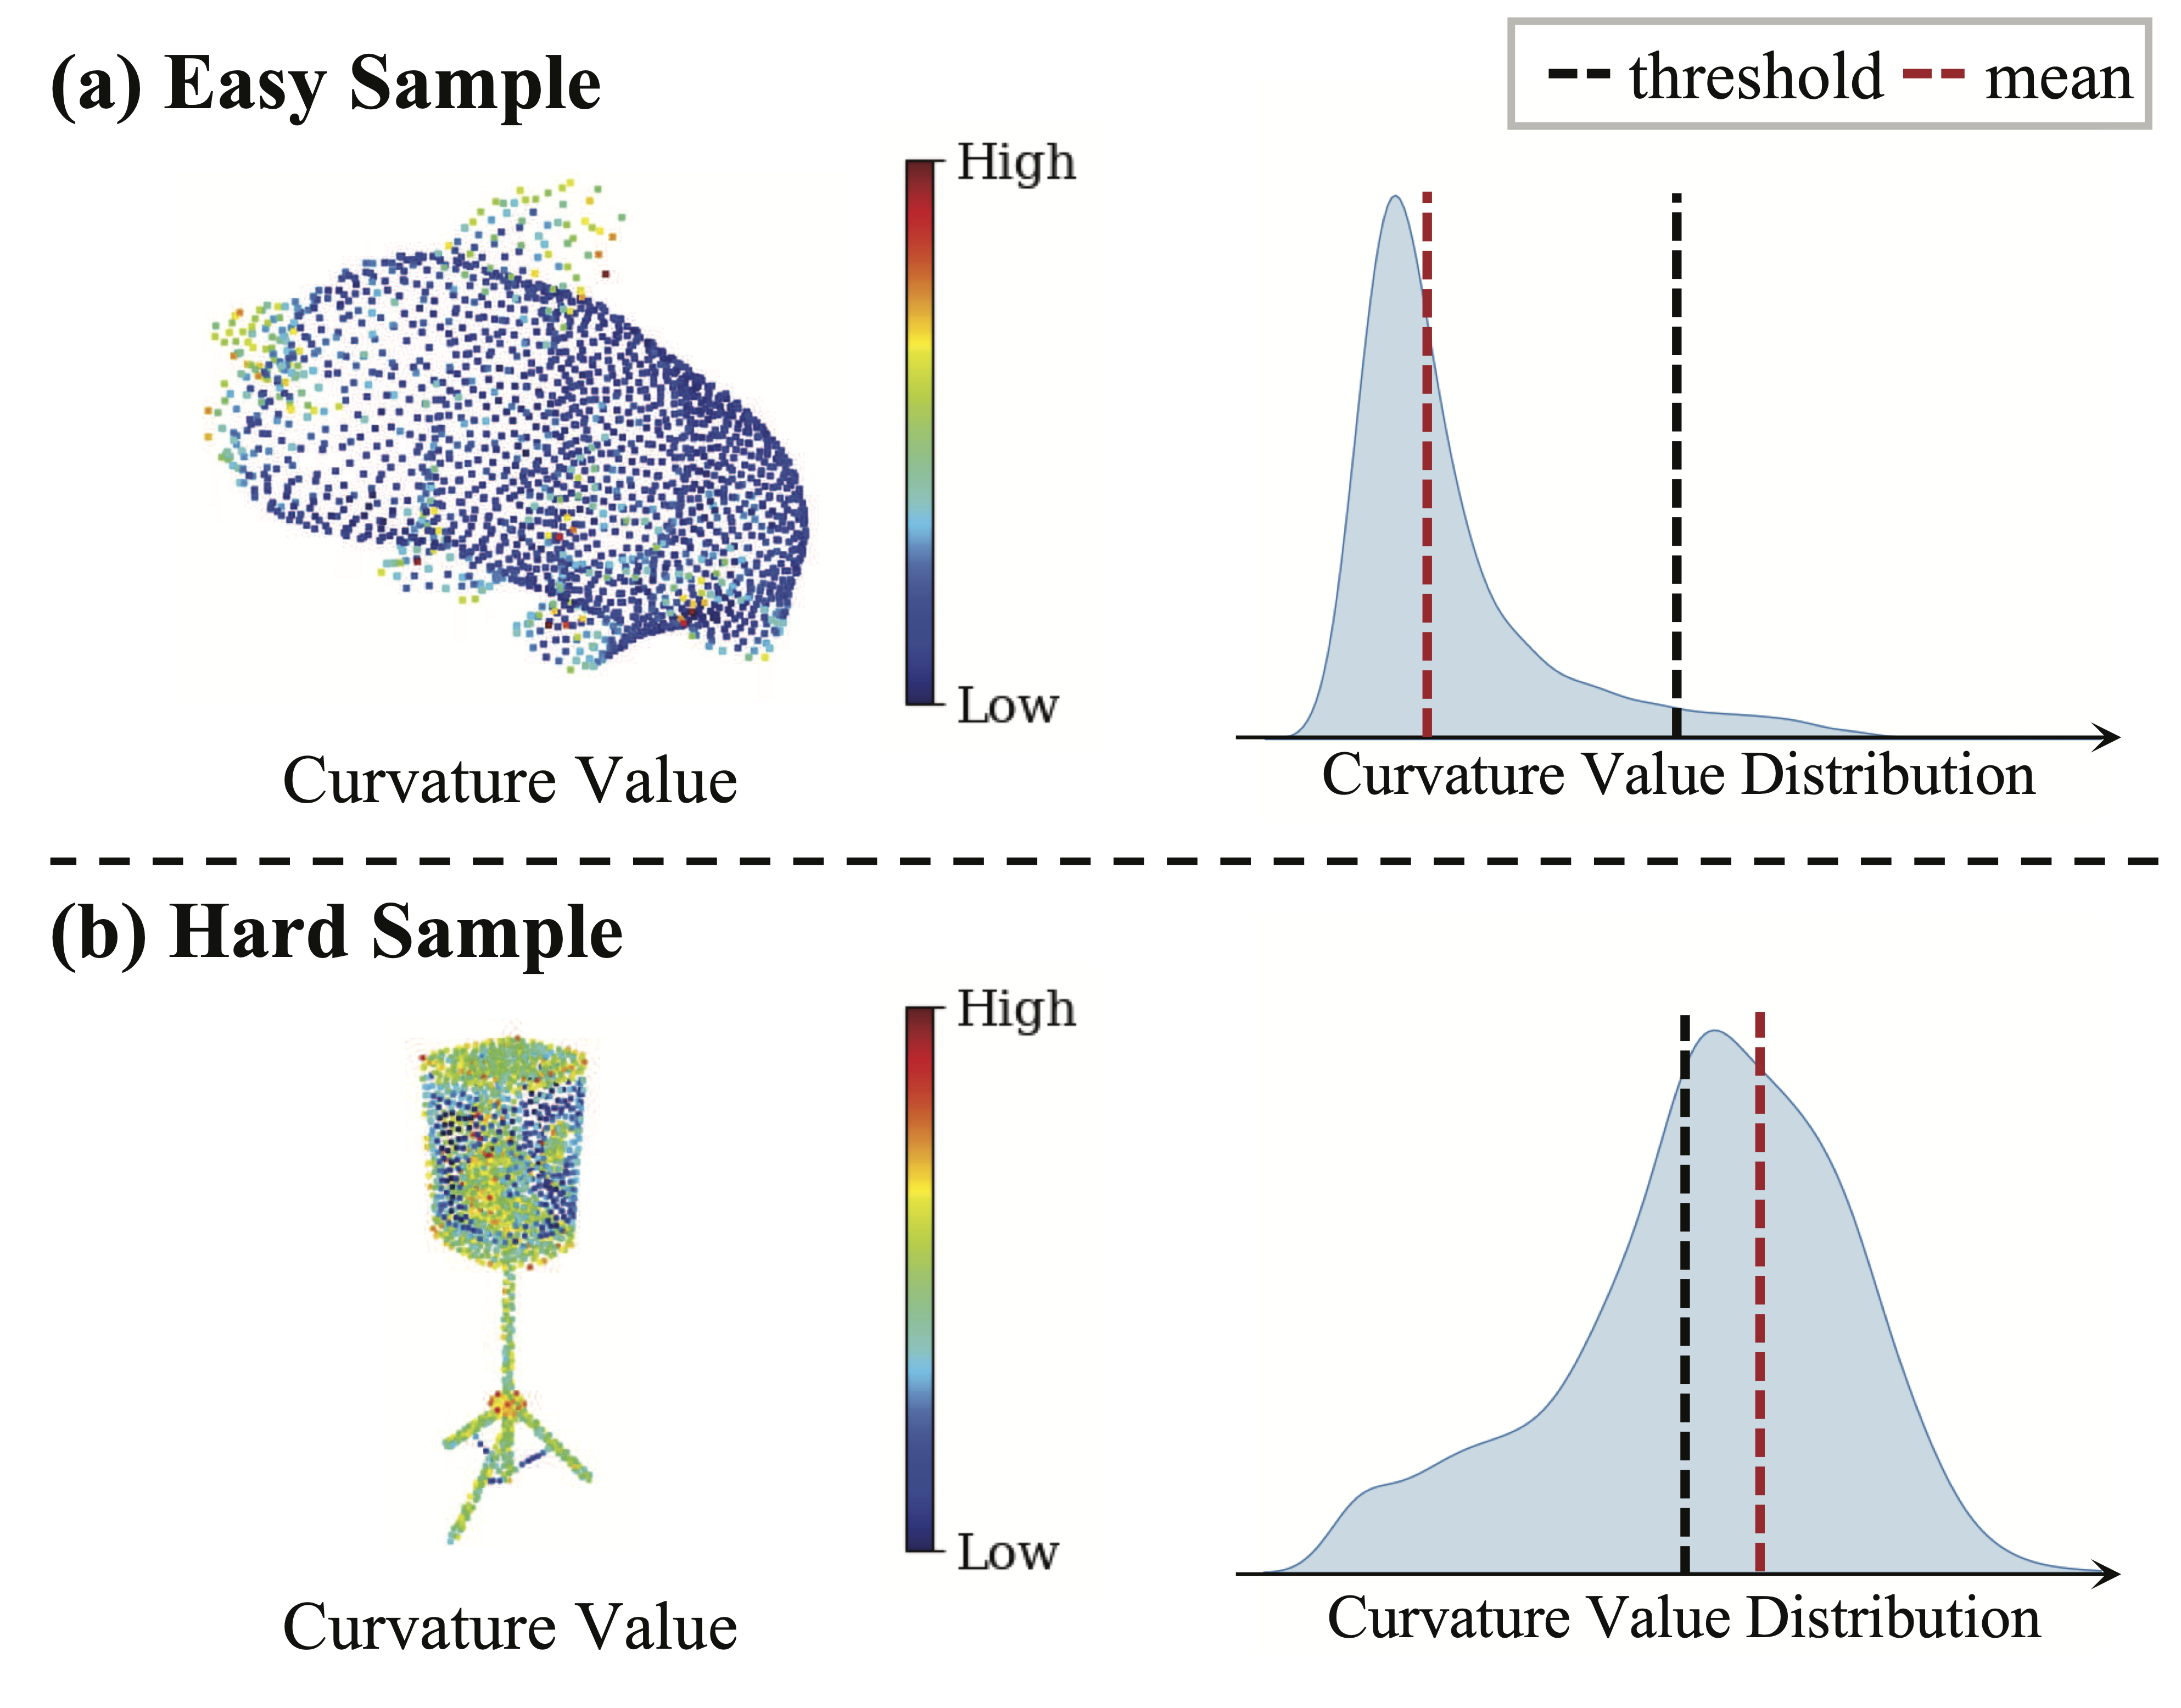 (a) Easy Sample
threshold mean
High
Low
Curvature Value
Curvature Value Distribution
(b) Hard Sample
High
Low
Curvature Value
Curvature Value Distribution